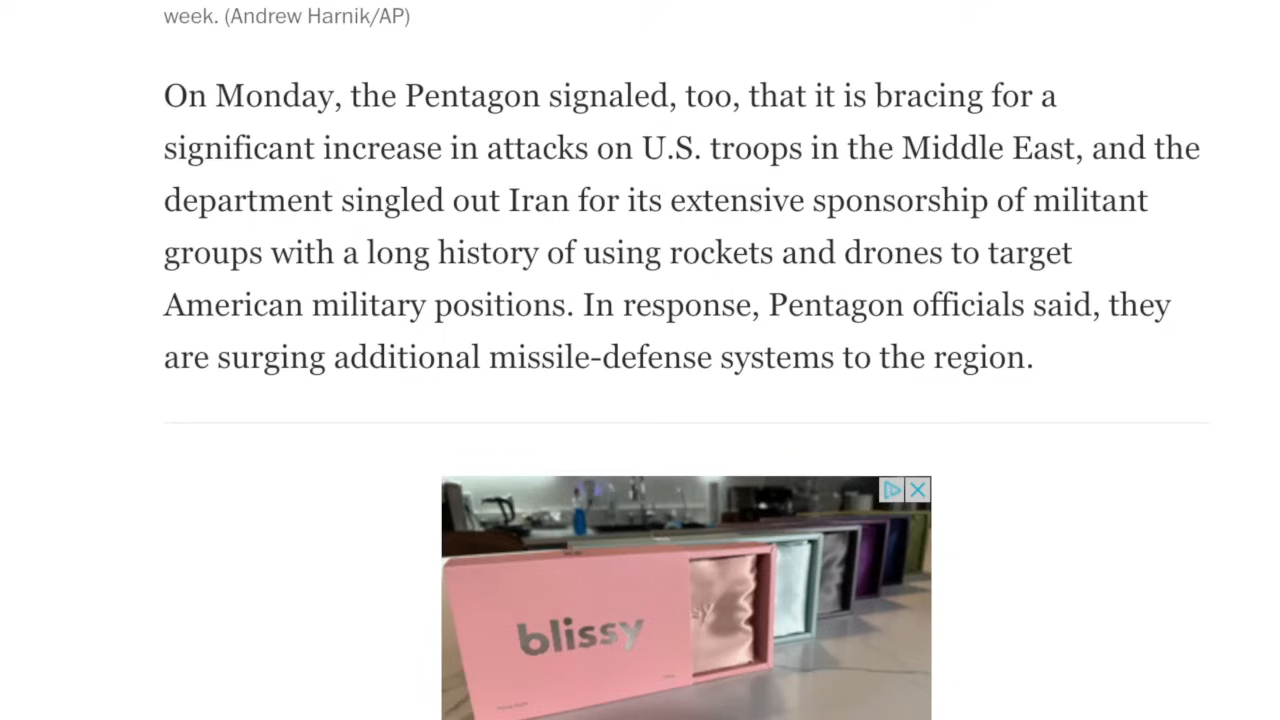 week. (Andrew Harnik/AP)
On Monday, the Pentagon signaled, too, that it is bracing for a
significant increase in attacks on U.S. troops in the Middle East, and the
department singled out Iran for its extensive sponsorship of militant
groups with a long history of using rockets and drones to target
American military positions. In response, Pentagon officials said, they
are surging additional missile-defense systems to the region.
blissy